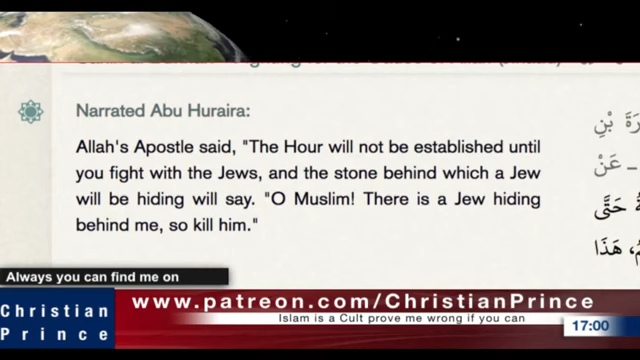 Narrated Abu Huraira:
Allah's Apostle said, "The Hour will not be established until
you fight with the Jews, and the stone behind which a Jew
will be hiding will say. "O Muslim! There is a Jew hiding
behind me, so kill him."
رَةَ بْنِ
ـ عَنْ
ةُ حَتَّى
مُ، هَذَا
Always you can find me on
Christian
Prince
www.patreon.com/ChristianPrince
Islam is a Cult prove me wrong if you can
17:00